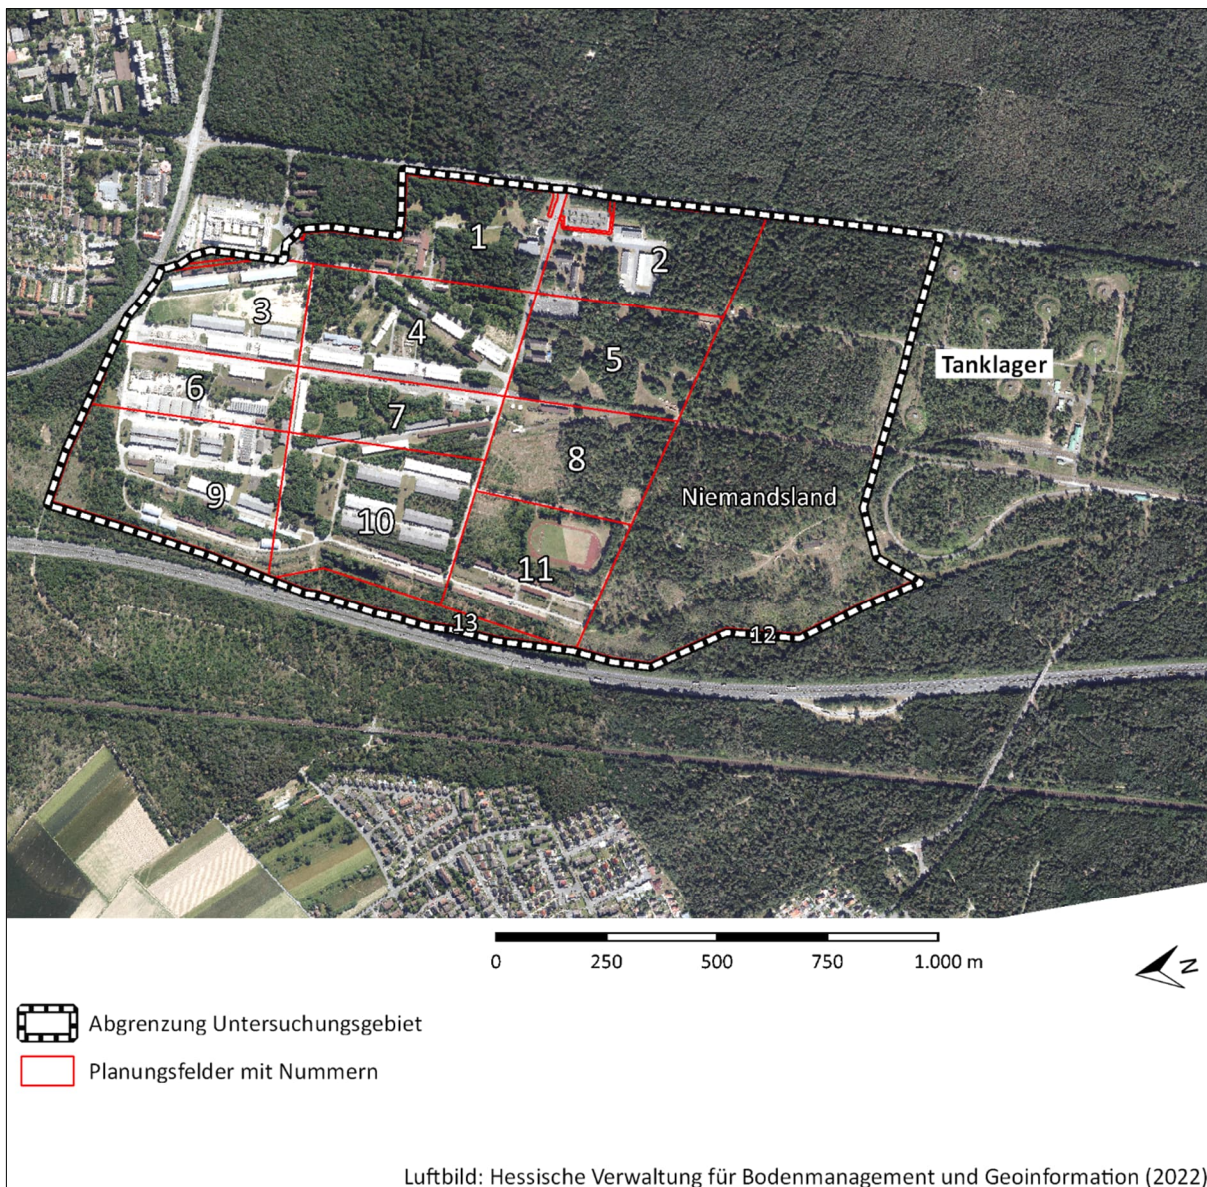 1
2
3
4
5
Tanklager
6
7
8
Niemandsland
9
10
11
13
12
0 250 500 750 1.000 m
N
Abgrenzung Untersuchungsgebiet
Planungsfelder mit Nummern
Luftbild: Hessische Verwaltung für Bodenmanagement und Geoinformation (2022)